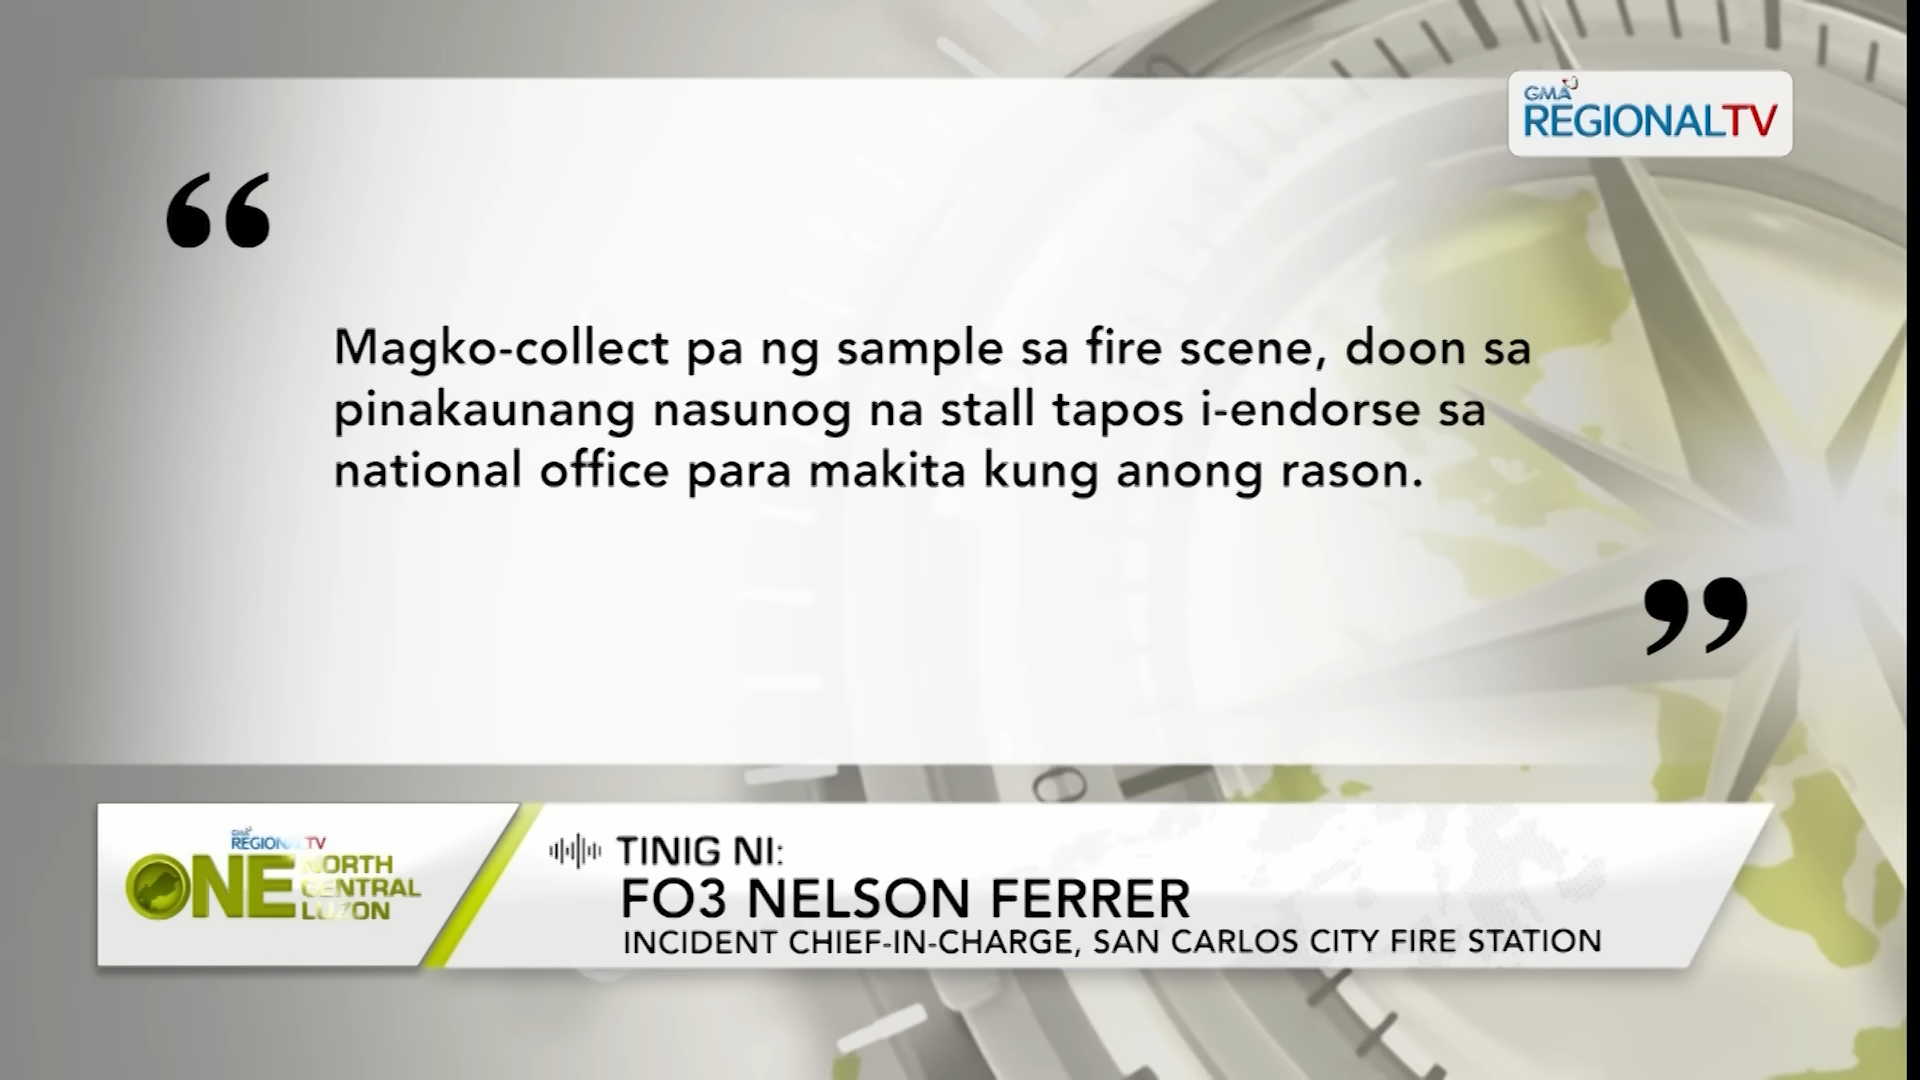 GMA
REGIONALTV
“
Magko-collect pa ng sample sa fire scene, doon sa
pinakaunang nasunog na stall tapos i-endorse sa
national office para makita kung anong rason.
”
GMA
REGIONALTV
ONE NORTH
CENTRAL
LUZON
TINIG NI:
FO3 NELSON FERRER
INCIDENT CHIEF-IN-CHARGE, SAN CARLOS CITY FIRE STATION